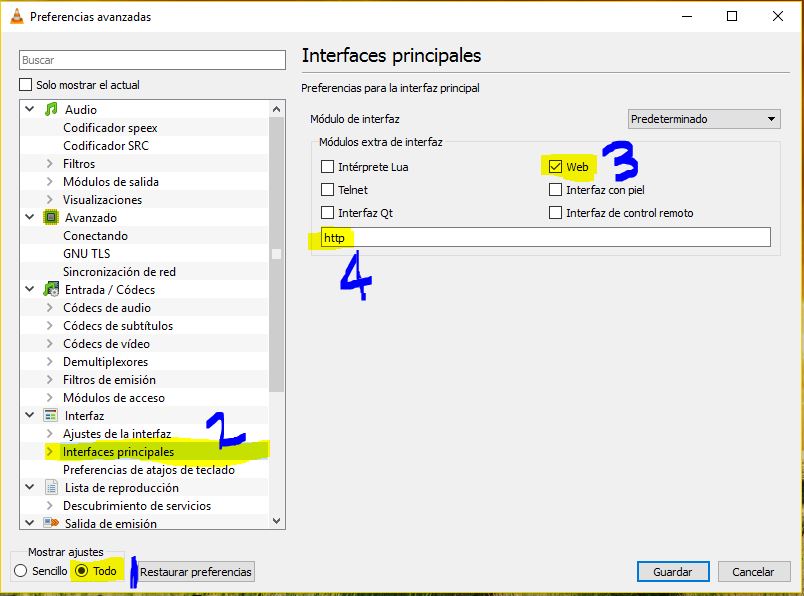 Preferencias avanzadas
Buscar
Solo mostrar el actual
Audio
Codificador speex
Codificador SRC
Filtros
Módulos de salida
Visualizaciones
Avanzado
Conectando
GNU TLS
Sincronización de red
Entrada / Códecs
Códecs de audio
Códecs de subtítulos
Códecs de vídeo
Demultiplexores
Filtros de emisión
Módulos de acceso
Interfaz
Ajustes de la interfaz
2
Interfaces principales
Preferencias de atajos de teclado
Lista de reproducción
Descubrimiento de servicios
Salida de emisión
Mostrar ajustes
Sencillo Todo 1 Restaurar preferencias
Interfaces principales
Preferencias para la interfaz principal
Módulo de interfaz Predeterminado
Módulos extra de interfaz
Intérprete Lua Web 3
Telnet Interfaz con piel
Interfaz Qt Interfaz de control remoto
http
4
Guardar Cancelar